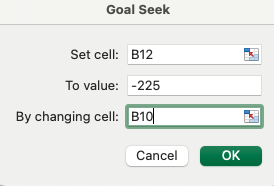 Goal Seek
Set cell: B12
To value: -225
By changing cell: B10
Cancel OK